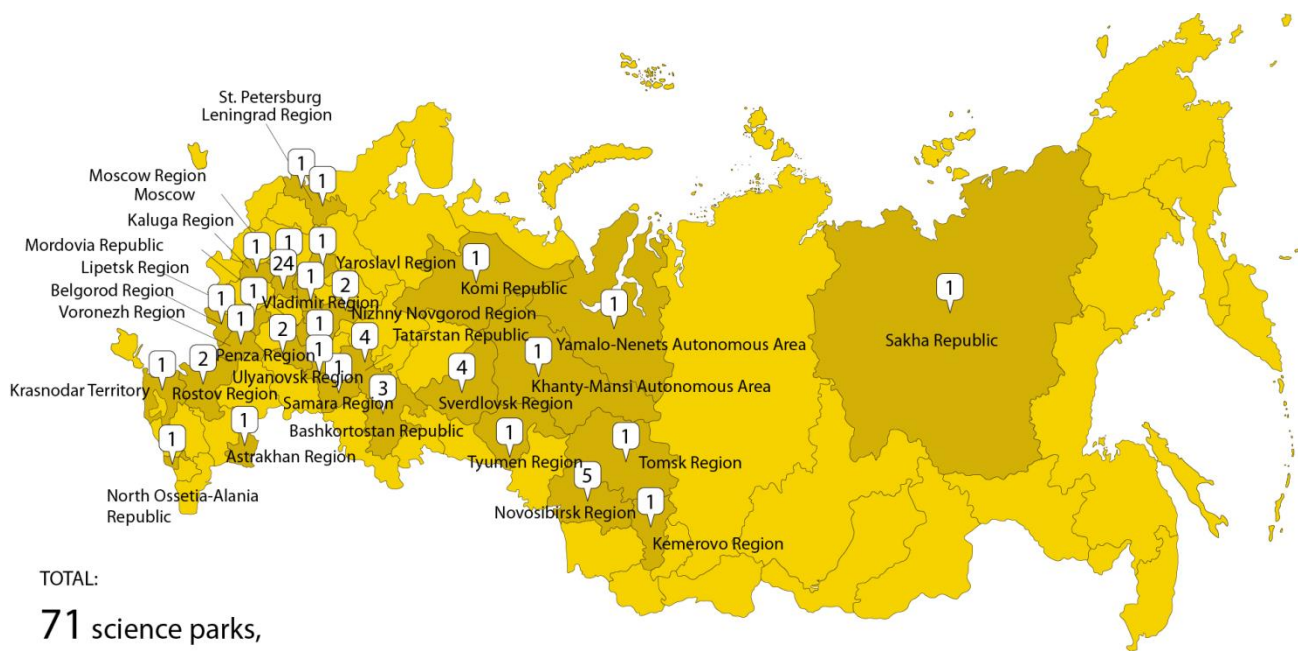 St. Petersburg
Leningrad Region
1
1
Moscow Region
Moscow
Kaluga Region
1
1
1
Mordovia Republic
24
Yaroslavl Region
1
Lipetsk Region
1
2
Komi Republic
1
1
Belgorod Region
1
Vladimir Region
1
1
Voronezh Region
1
Nizhny Novgorod Region
2
4
Tatarstan Republic
Sakha Republic
Yamalo-Nenets Autonomous Area
1
2
Penza Region
1
1
4
1
Krasnodar Territory
Rostov Region
Ulyanovsk Region
3
Khanty-Mansi Autonomous Area
Samara Region
Sverdlovsk Region
1
Bashkortostan Republic
1
1
1
Astrakhan Region
Tyumen Region
Tomsk Region
5
North Ossetia-Alania
Republic
Novosibirsk Region
1
Kemerovo Region
TOTAL:
71 science parks,